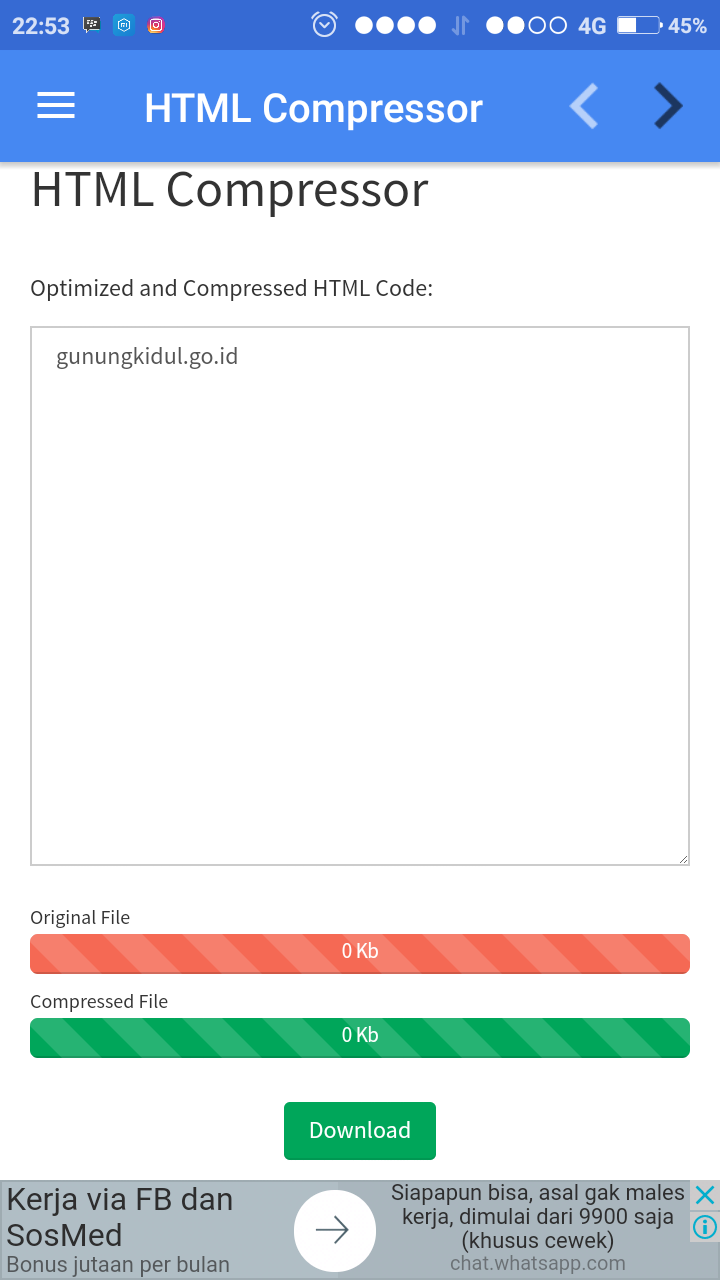 22:53
4G
45%
HTML Compressor
HTML Compressor
Optimized and Compressed HTML Code:
gunungkidul.go.id
Original File
0 Kb
Compressed File
0 Kb
Download
Kerja via FB dan
SosMed
Bonus jutaan per bulan
Siapapun bisa, asal gak males
kerja, dimulai dari 9900 saja
(khusus cewek)
chat.whatsapp.com